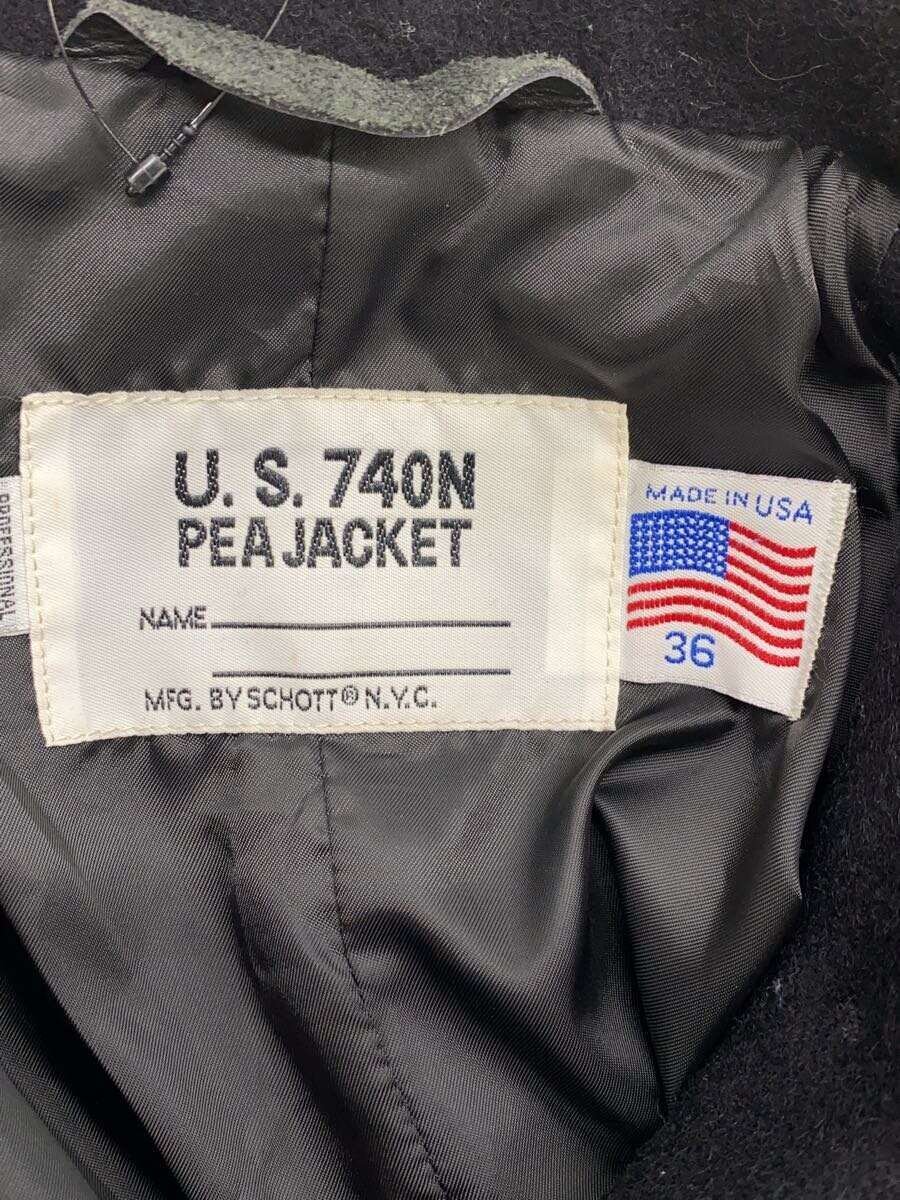 U. S. 740N
PEA JACKET
NAME
MFG. BY SCHOTT® N.Y.C.
MADE IN USA
36
PROFESSIONAL